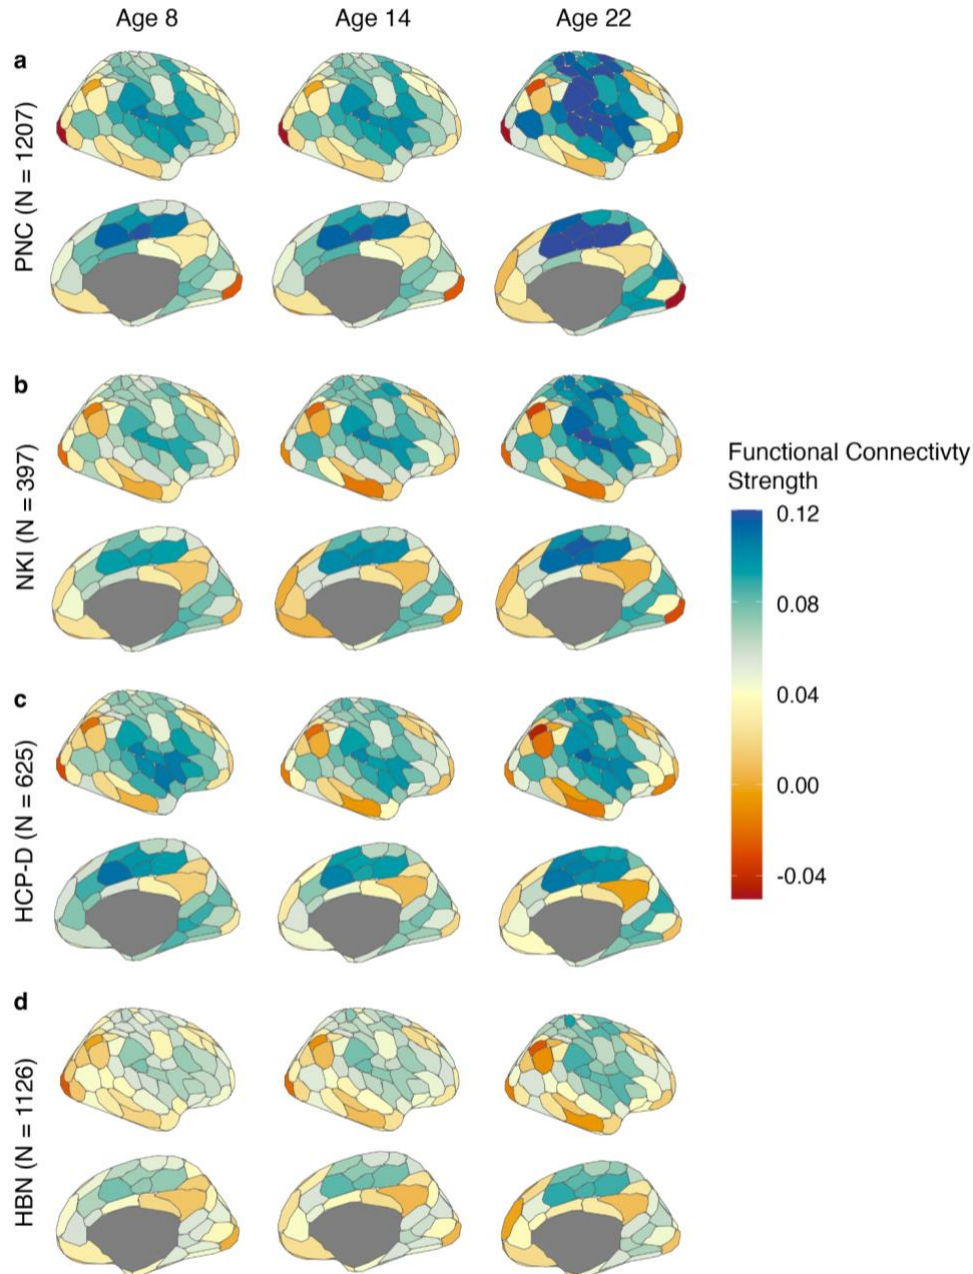 Age 8
Age 14
Age 22
a
PNC (N = 1207)
b
NKI (N = 397)
c
HCP-D (N = 625)
d
HBN (N = 1126)
Functional Connectivty
Strength
0.12
0.08
0.04
0.00
-0.04